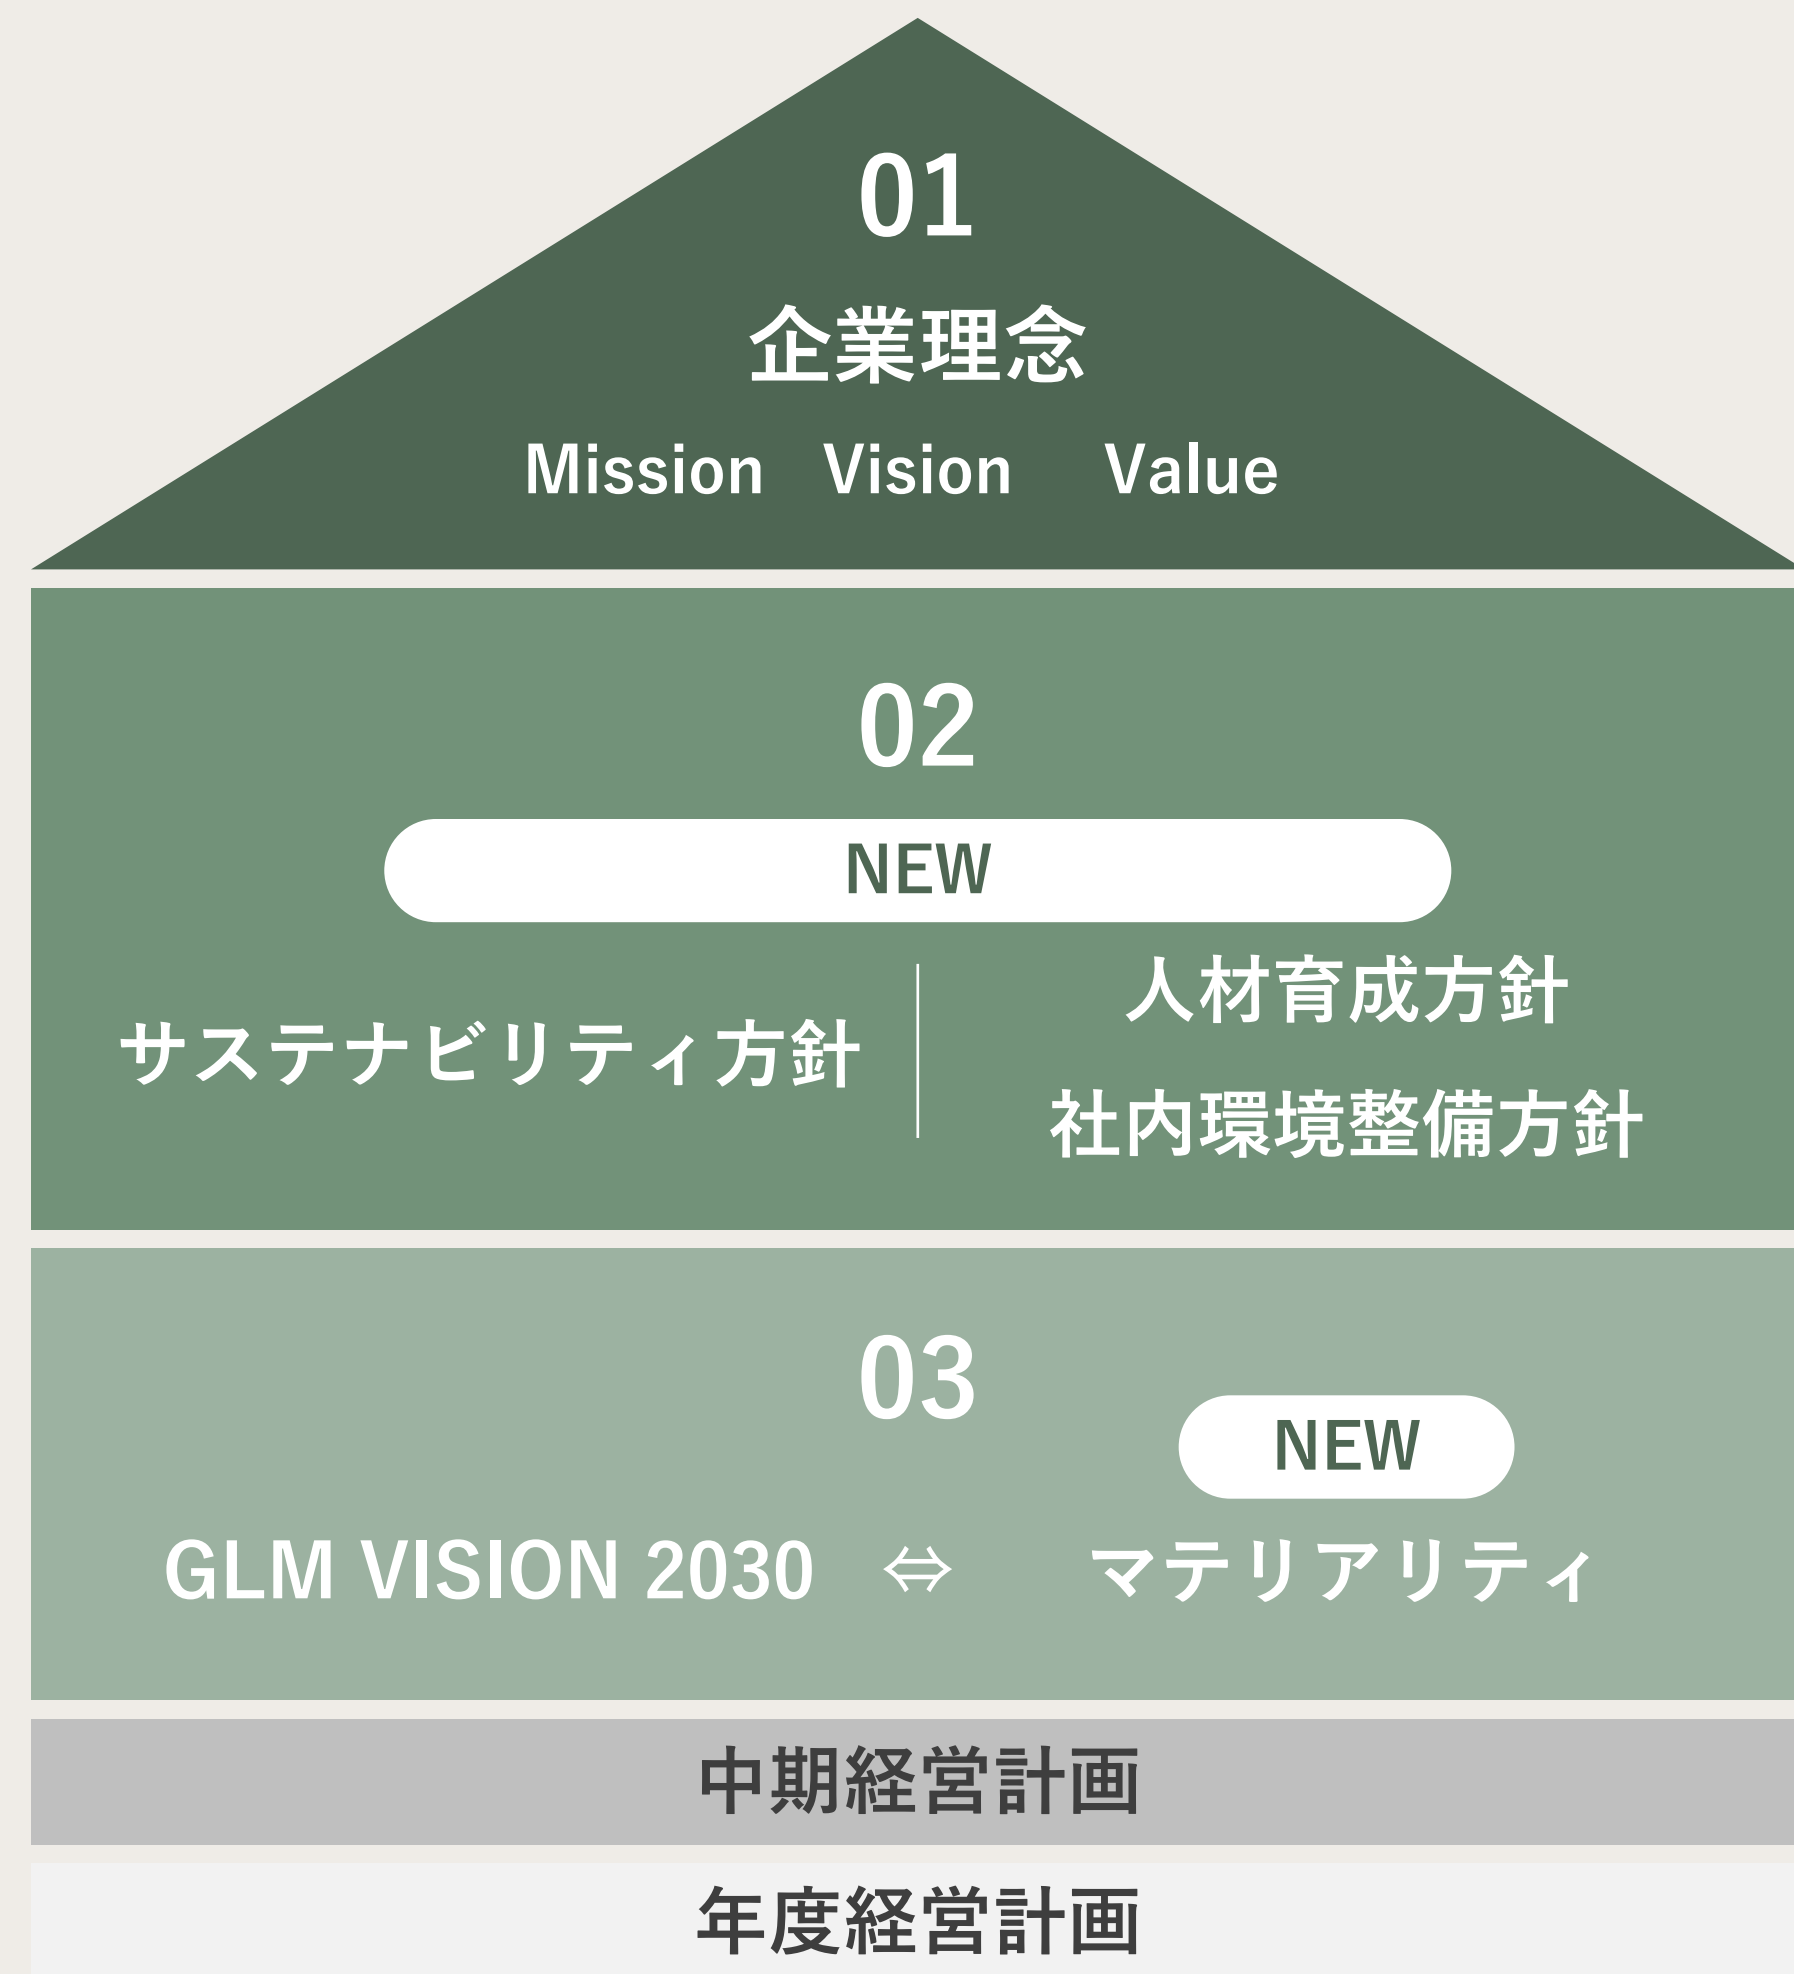 01
企業理念
Mission Vision Value
02
NEW
サステナビリティ方針
人材育成方針
社内環境整備方針
03
NEW
GLM VISION 2030 ⇔ マテリアリティ
中期経営計画
年度経営計画